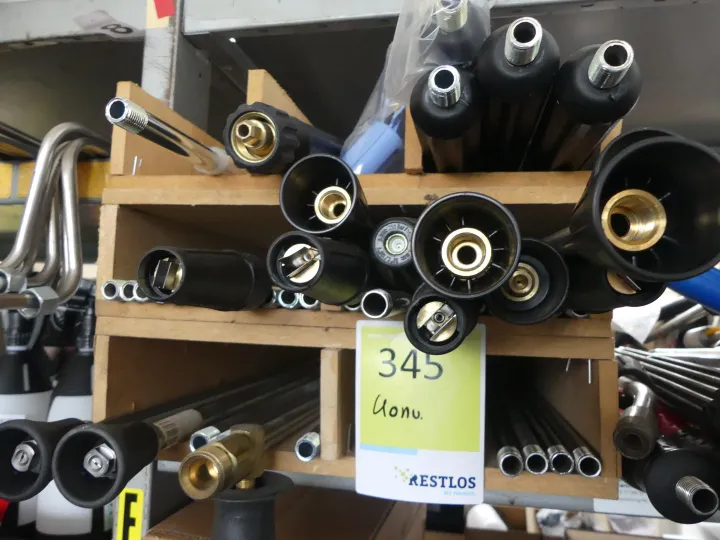 345
Konv.
RESTLOS
F